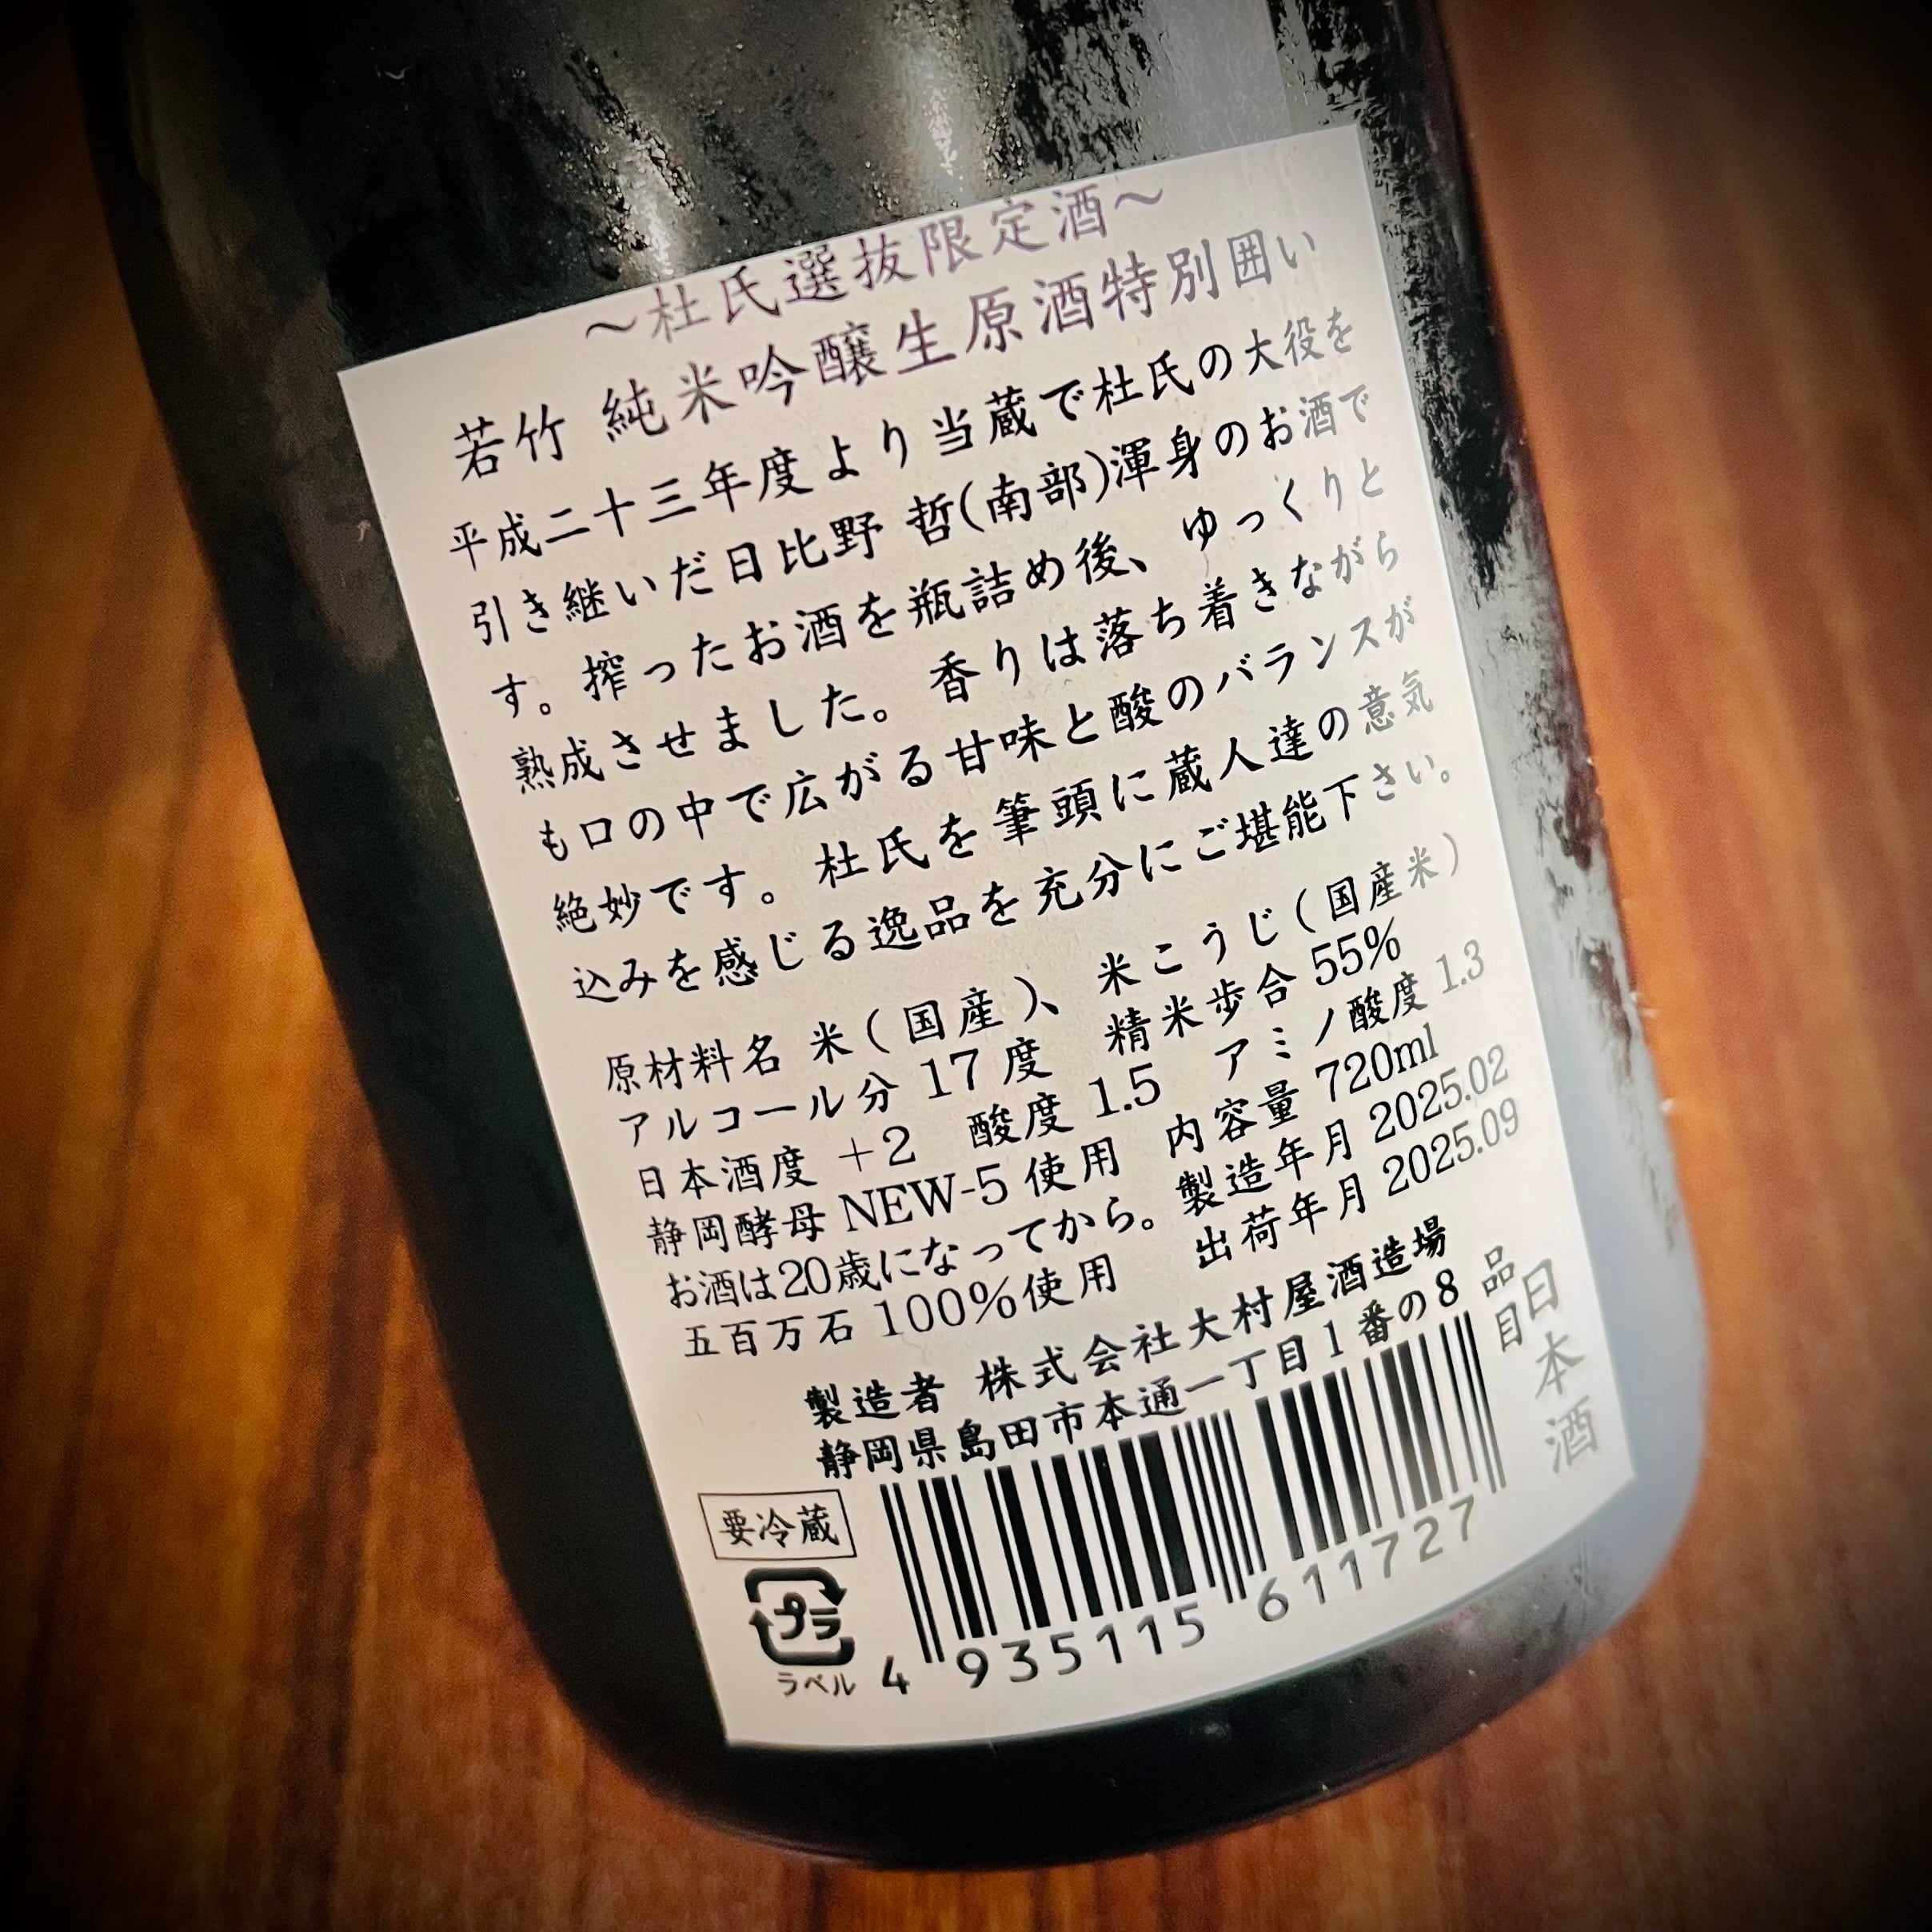 ～杜氏選抜限定酒～
若竹 純米吟醸生原酒特別囲い
平成二十三年度より当蔵で杜氏の大役を
引き継いだ日比野 哲(南部)渾身のお酒で
す。搾ったお酒を瓶詰め後、ゆっくりと
熟成させました。香りは落ち着きながら
も口の中で広がる甘味と酸のバランスが
絶妙です。杜氏を筆頭に蔵人達の意気
込みを感じる逸品を充分にご堪能下さい。
原材料名 米(国産)、米こうじ(国産米)
アルコール分 17度 精米歩合 55%
日本酒度 +2 酸度 1.5 アミノ酸度 1.3
静岡酵母 NEW-5 使用 内容量 720ml
お酒は20歳になってから。製造年月 2025.02
五百万石 100%使用 出荷年月 2025.09
製造者 株式会社大村屋酒造場
静岡県島田市本通一丁目1番の8
品目
日本酒
要冷蔵
プラ
ラベル
4 935115 611727